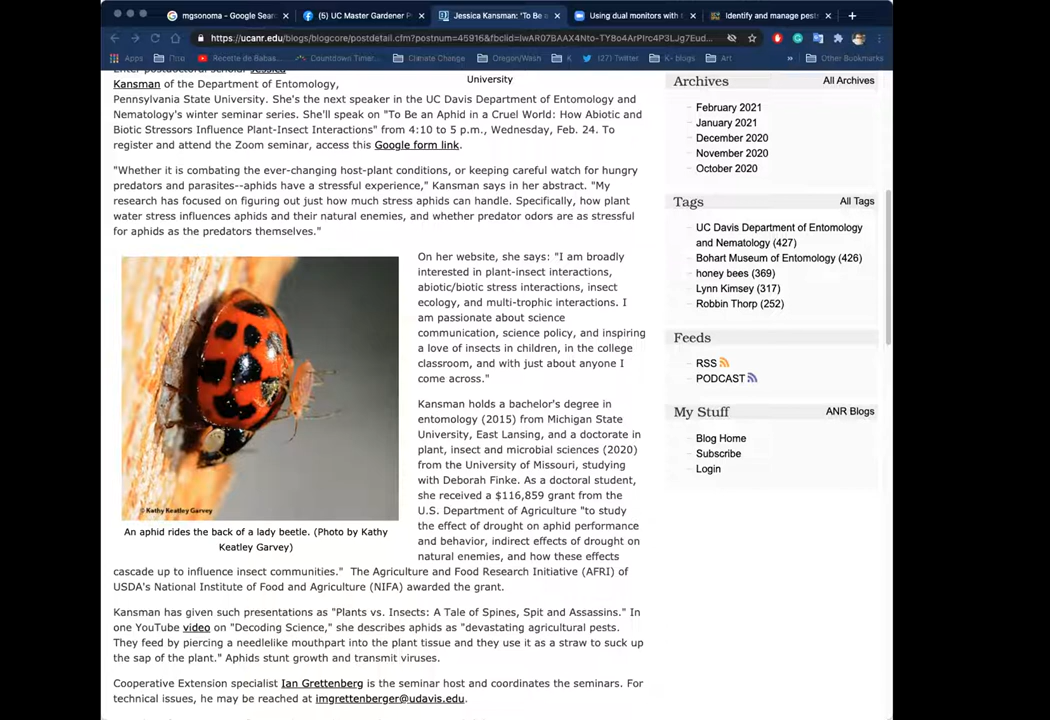 mgsonoma - Google Sear
(5) UC Master Gardener P
Jessica Kansman: "To Be a
Using dual monitors with
Identify and manage pest
https://ucanr.edu/blogs/blogcore/postdetail.cfm?postnum=45916&fbclid=IwAR07BAAX4Nto-TY8o4ArPIrc4P3LJg7Eud...
Apps
Recette de Babas...
Countdown Timer...
Climate Change
Oregon/Wash
K
(27) Twitter
K- blogs
Art
Other Bookmarks
Enter postdoctoral scholar Jessica
Kansman of the Department of Entomology,
University
Pennsylvania State University. She's the next speaker in the UC Davis Department of Entomology and
Nematology's winter seminar series. She'll speak on "To Be an Aphid in a Cruel World: How Abiotic and
Biotic Stressors Influence Plant-Insect Interactions" from 4:10 to 5 p.m., Wednesday, Feb. 24. To
register and attend the Zoom seminar, access this Google form link.
"Whether it is combating the ever-changing host-plant conditions, or keeping careful watch for hungry
predators and parasites--aphids have a stressful experience," Kansman says in her abstract. "My
research has focused on figuring out just how much stress aphids can handle. Specifically, how plant
water stress influences aphids and their natural enemies, and whether predator odors are as stressful
for aphids as the predators themselves."
On her website, she says: "I am broadly
interested in plant-insect interactions,
abiotic/biotic stress interactions, insect
ecology, and multi-trophic interactions. I
am passionate about science
communication, science policy, and inspiring
a love of insects in children, in the college
classroom, and with just about anyone I
come across."
Kansman holds a bachelor's degree in
entomology (2015) from Michigan State
University, East Lansing, and a doctorate in
plant, insect and microbial sciences (2020)
from the University of Missouri, studying
with Deborah Finke. As a doctoral student,
she received a $116,859 grant from the
U.S. Department of Agriculture "to study
the effect of drought on aphid performance
and behavior, indirect effects of drought on
natural enemies, and how these effects
© Kathy Keatley Garvey
An aphid rides the back of a lady beetle. (Photo by Kathy
Keatley Garvey)
cascade up to influence insect communities." The Agriculture and Food Research Initiative (AFRI) of
USDA's National Institute of Food and Agriculture (NIFA) awarded the grant.
Kansman has given such presentations as "Plants vs. Insects: A Tale of Spines, Spit and Assassins." In
one YouTube video on "Decoding Science," she describes aphids as "devastating agricultural pests.
They feed by piercing a needlelike mouthpart into the plant tissue and they use it as a straw to suck up
the sap of the plant." Aphids stunt growth and transmit viruses.
Cooperative Extension specialist Ian Grettenberg is the seminar host and coordinates the seminars. For
technical issues, he may be reached at imgrettenberger@udavis.edu.
Archives
All Archives
February 2021
January 2021
December 2020
November 2020
October 2020
Tags
All Tags
UC Davis Department of Entomology
and Nematology (427)
Bohart Museum of Entomology (426)
honey bees (369)
Lynn Kimsey (317)
Robbin Thorp (252)
Feeds
RSS
PODCAST
My Stuff
ANR Blogs
Blog Home
Subscribe
Login